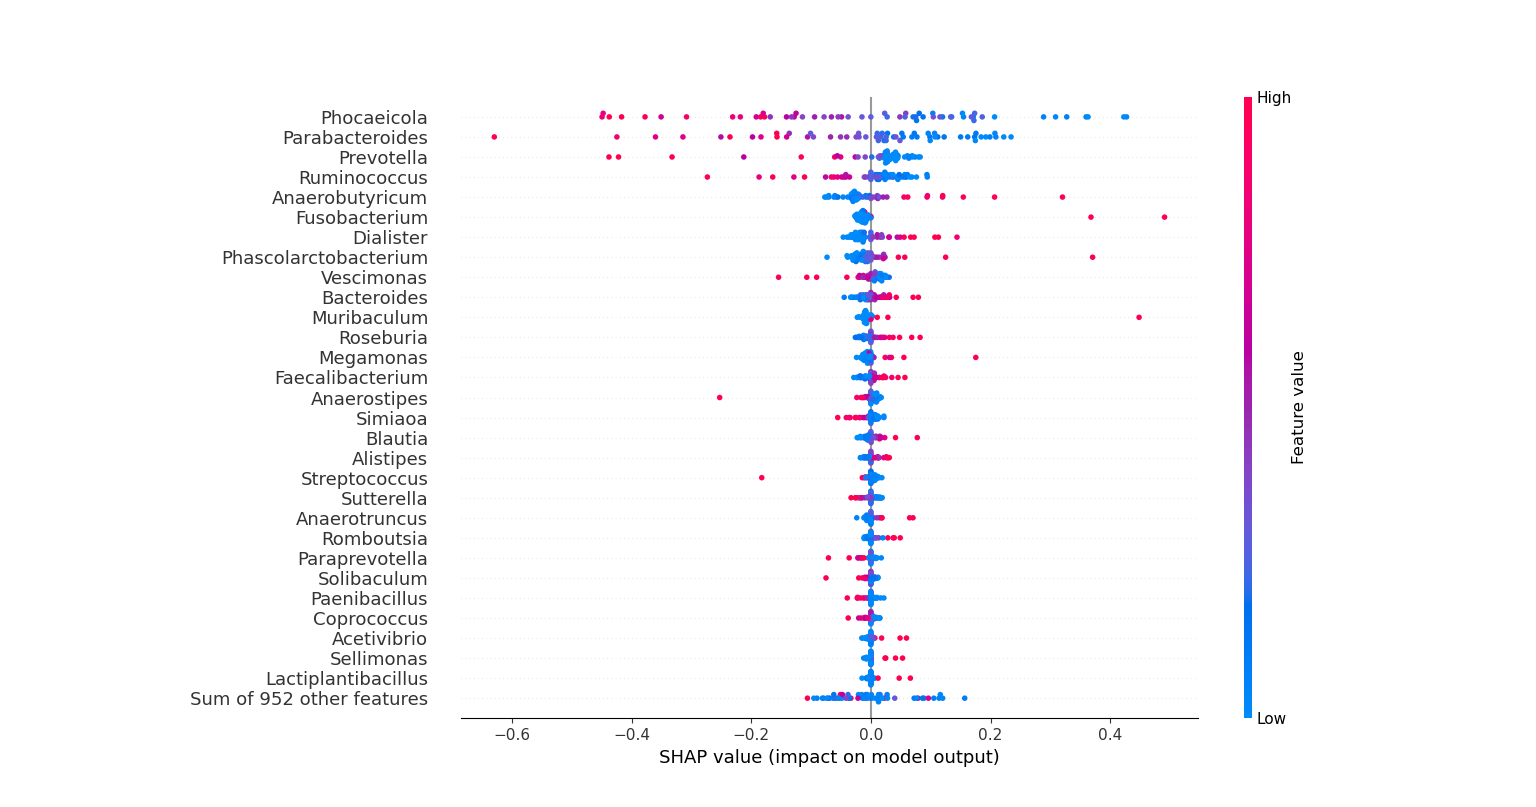 High
Phocaeicola
Parabacteroides
Prevotella
Ruminococcus
Anaerobutyricum
Fusobacterium
Dialister
Phascolarctobacterium
Vescimonas
Bacteroides
Muribaculum
Roseburia
Megamonas
Faecalibacterium
Anaerostipes
Simiaoa
Blautia
Alistipes
Streptococcus
Sutterella
Anaerotruncus
Romboutsia
Paraprevotella
Solibaculum
Paenibacillus
Coprococcus
Acetivibrio
Sellimonas
Lactiplantibacillus
Sum of 952 other features
Feature value
Low
−0.6 −0.4 −0.2 0.0 0.2 0.4
SHAP value (impact on model output)